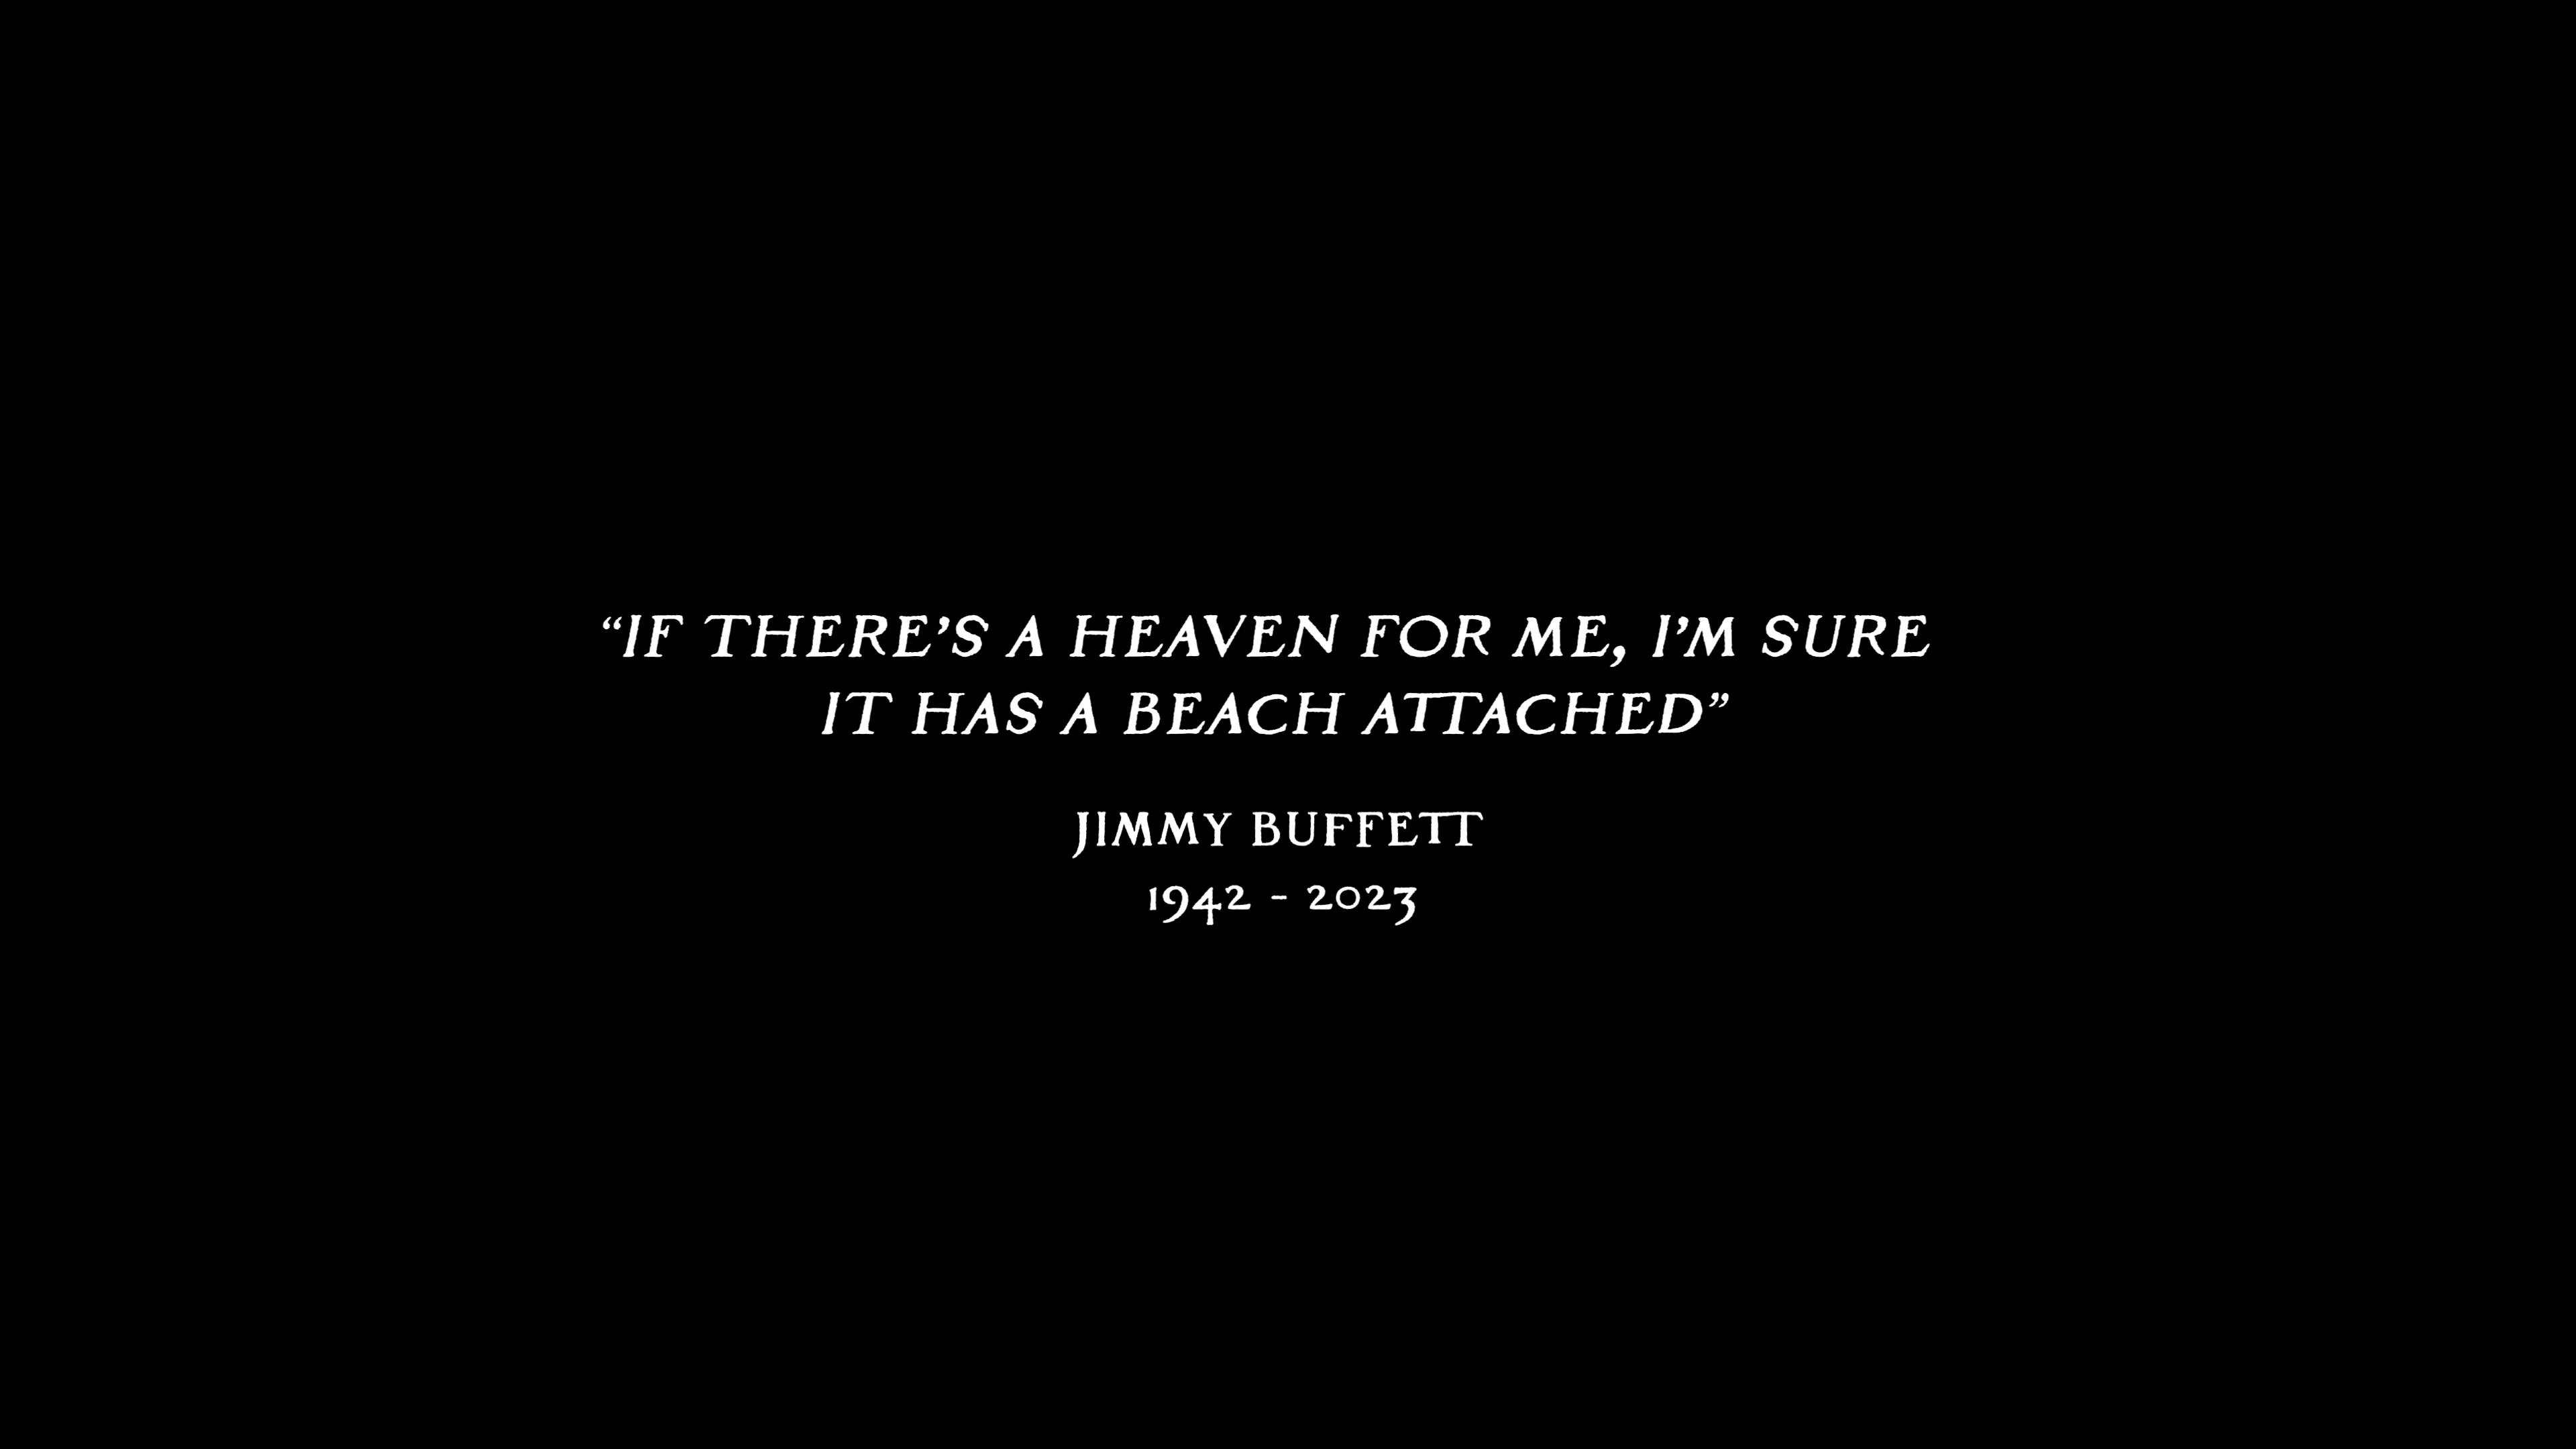 “IF THERE’S A HEAVEN FOR ME, I’M SURE
IT HAS A BEACH ATTACHED”
JIMMY BUFFETT
1942 - 2023